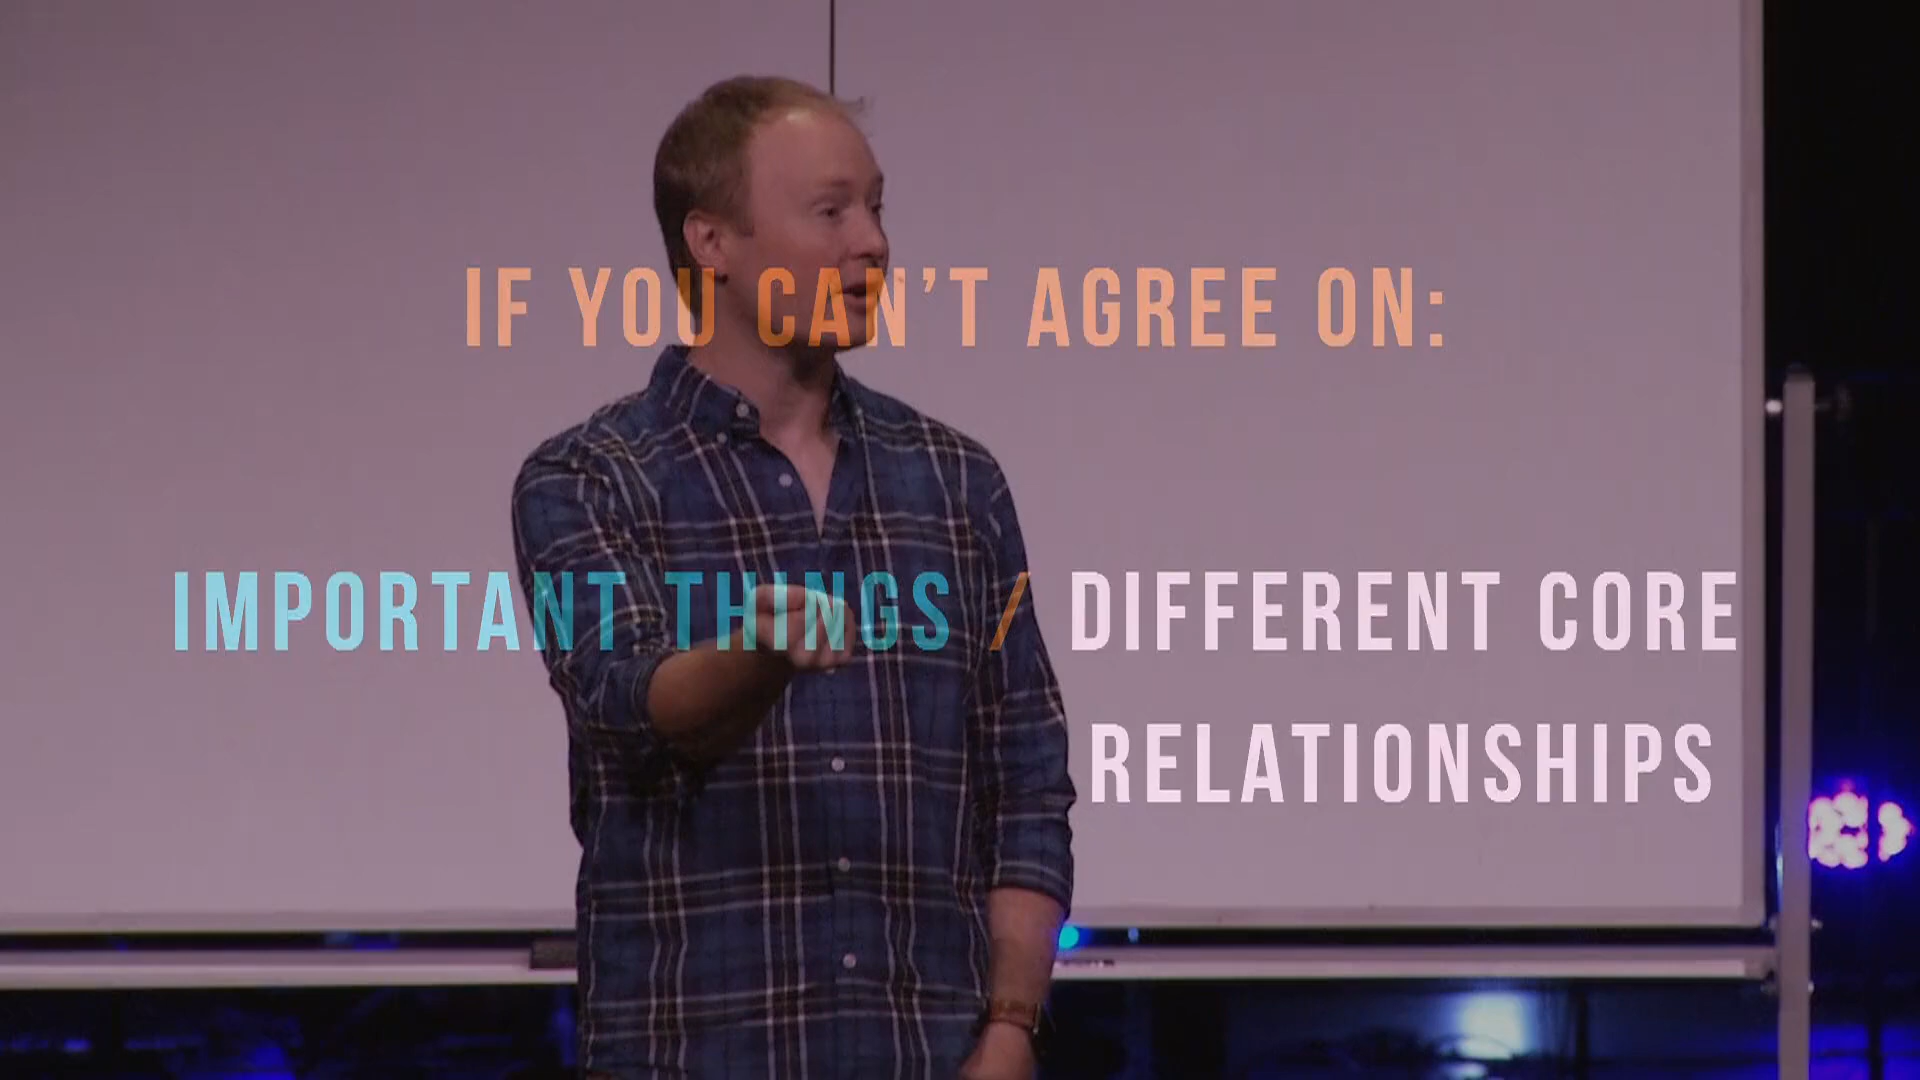 IF YOU CAN’T AGREE ON:
IMPORTANT THINGS / DIFFERENT CORE
RELATIONSHIPS